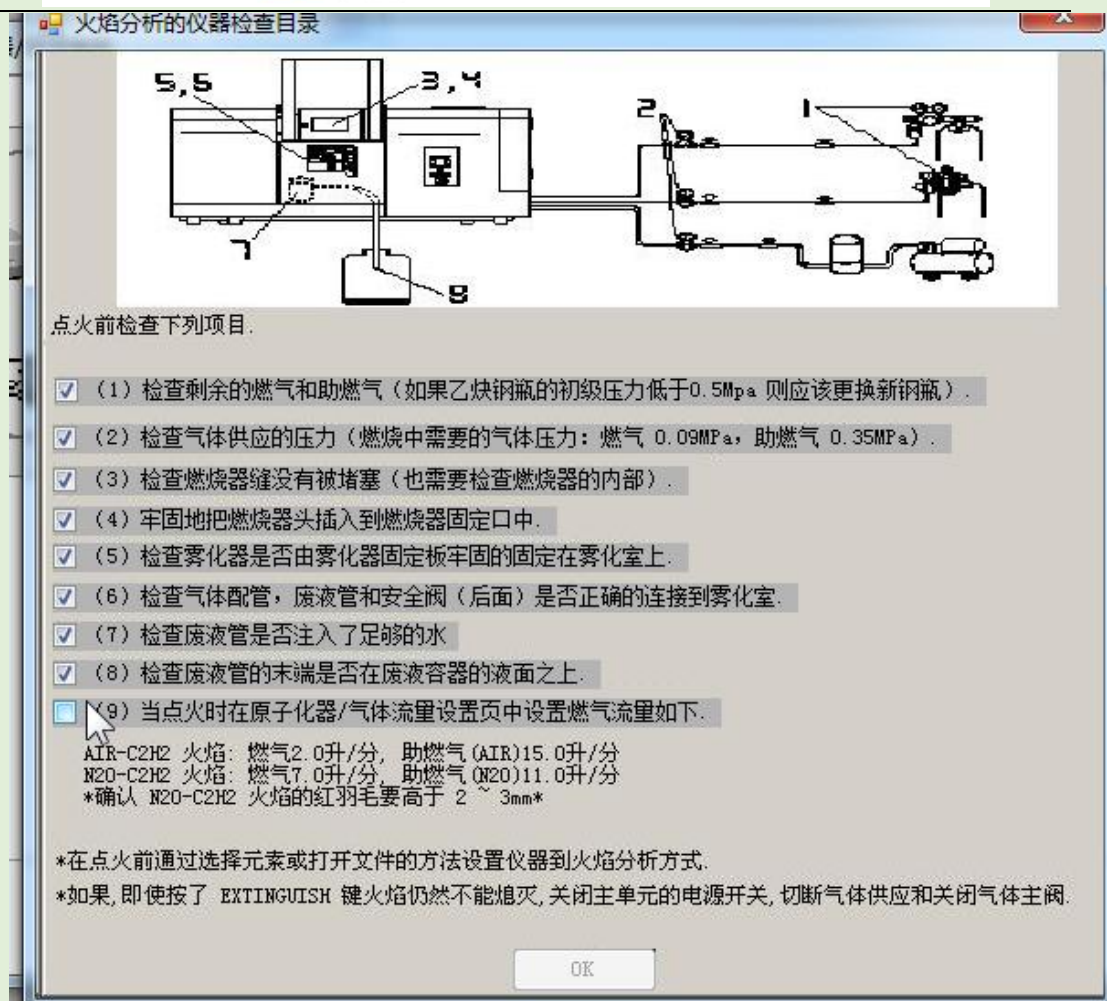 火焰分析的仪器检查目录
5,5
3,4
2
1
7
8
点火前检查下列项目.
(1) 检查剩余的燃气和助燃气（如果乙炔钢瓶的初级压力低于0.5Mpa 则应该更换新钢瓶）.
(2) 检查气体供应的压力（燃烧中需要的气体压力: 燃气 0.09MPa, 助燃气 0.35MPa）.
(3) 检查燃烧器缝没有被堵塞（也需要检查燃烧器的内部）.
(4) 牢固地把燃烧器头插入到燃烧器固定口中.
(5) 检查雾化器是否由雾化器固定板牢固的固定在雾化室上.
(6) 检查气体配管, 废液管和安全阀（后面）是否正确的连接到雾化室.
(7) 检查废液管是否注入了足够的水
(8) 检查废液管的末端是否在废液容器的液面之上.
(9) 当点火时在原子化器/气体流量设置页中设置燃气流量如下.
AIR-C2H2 火焰: 燃气2.0升/分, 助燃气(AIR)15.0升/分
N2O-C2H2 火焰: 燃气7.0升/分, 助燃气(N2O)11.0升/分
*确认 N2O-C2H2 火焰的红羽毛要高于 2 ~ 3mm*
*在点火前通过选择元素或打开文件的方法设置仪器到火焰分析方式.
*如果, 即使按了 EXTINGUISH 键火焰仍然不能熄灭, 关闭主单元的电源开关, 切断气体供应和关闭气体主阀.
OK